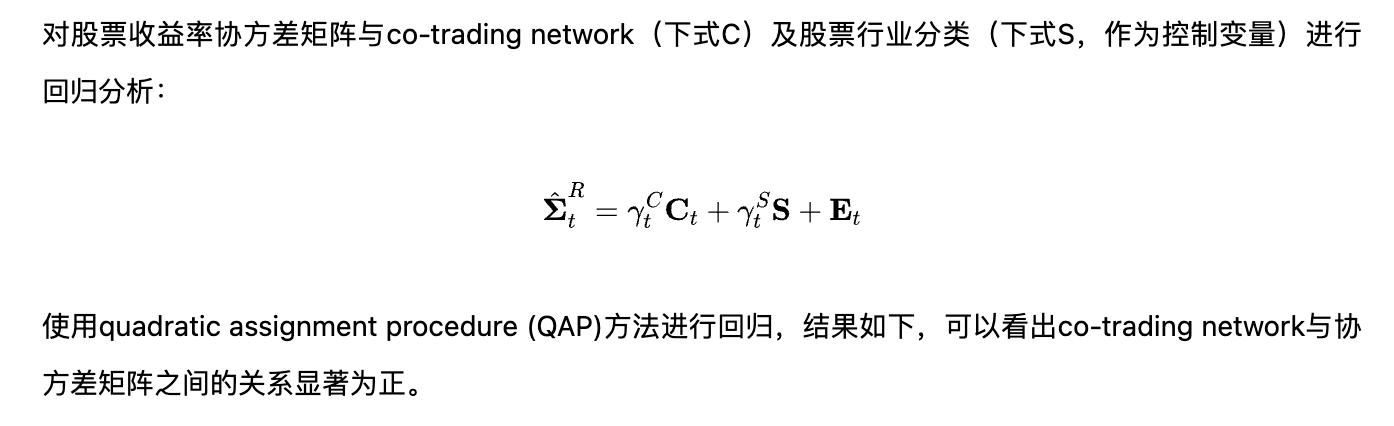 对股票收益率协方差矩阵与co-trading network（下式C）及股票行业分类（下式S，作为控制变量）进行
回归分析：
$\hat{\boldsymbol{\Sigma}}_t^R = \gamma_t^C \mathbf{C}_t + \gamma_t^S \mathbf{S} + \mathbf{E}_t$
使用quadratic assignment procedure (QAP)方法进行回归，结果如下，可以看出co-trading network与协
方差矩阵之间的关系显著为正。